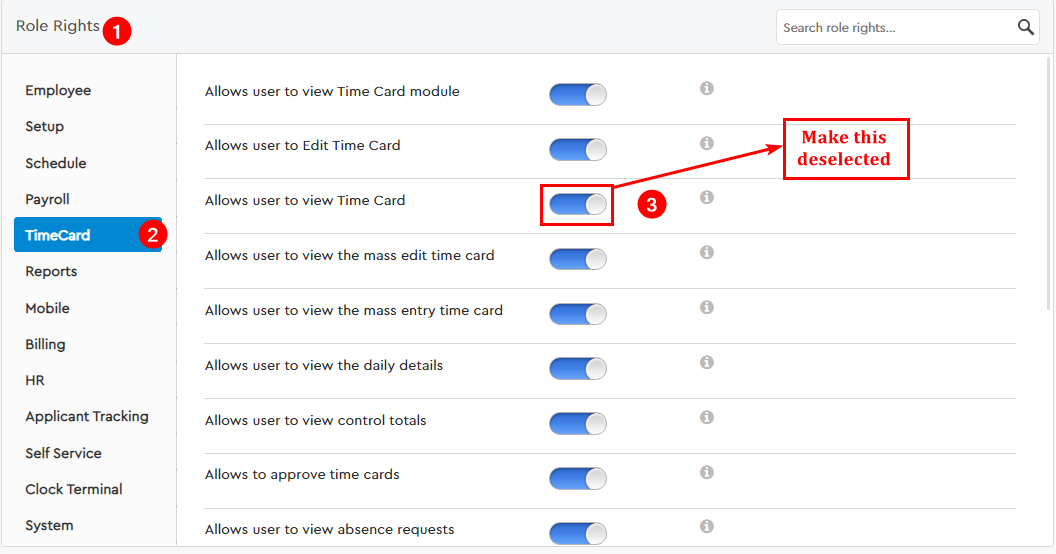 Role Rights 1
Search role rights...
Employee
Setup
Schedule
Payroll
TimeCard 2
Reports
Mobile
Billing
HR
Applicant Tracking
Self Service
Clock Terminal
System
Allows user to view Time Card module
Allows user to Edit Time Card
Allows user to view Time Card
3
Make this
deselected
Allows user to view the mass edit time card
Allows user to view the mass entry time card
Allows user to view the daily details
Allows user to view control totals
Allows to approve time cards
Allows user to view absence requests